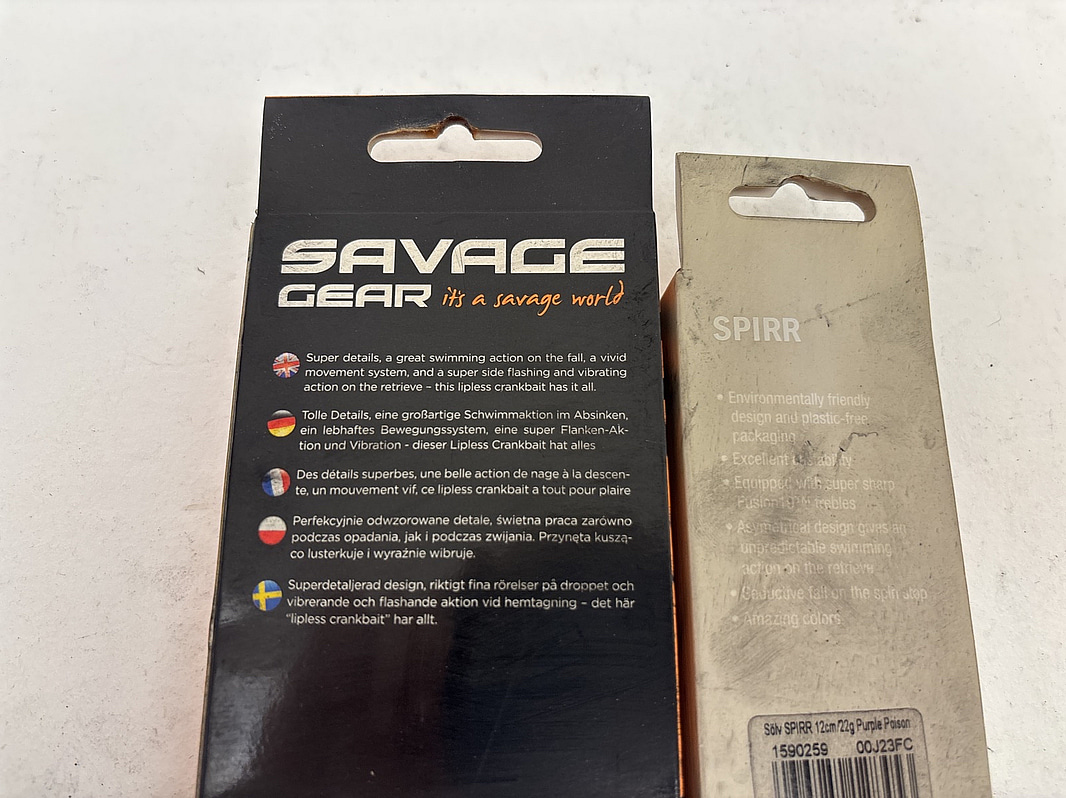 SAVAGE
GEAR it's a savage world
Super details, a great swimming action on the fall, a vivid
movement system, and a super side flashing and vibrating
action on the retrieve – this lipless crankbait has it all.
Tolle Details, eine großartige Schwimmaktion im Absinken,
ein lebhaftes Bewegungssystem, eine super Flanken-Ak-
tion und Vibration - dieser Lipless Crankbait hat alles
Des détails superbes, une belle action de nage à la descen-
te, un mouvement vif, ce lipless crankbait a tout pour plaire
Perfekcyjnie odwzorowane detale, świetna praca zarówno
podczas opadania, jak i podczas zwijania. Przynęta kuszą-
co lusterkuje i wyraźnie wibruje.
Superdetaljerad design, riktigt fina rörelser på droppet och
vibrerande och flashande aktion vid hemtagning – det här
"lipless crankbait" har allt.
SPIRR
• Environmentally friendly
design and plastic-free
packaging
• Excellent
• Equipped with super sharp
Fusion19™ trebles
• Asymetrical design gives an
unpredictable swimming
action on the retrieve
• Seductive fall on the spin stop
• Amazing colors
Sölv SPIRR 12cm/22g Purple Poison
1590259 00J23FC